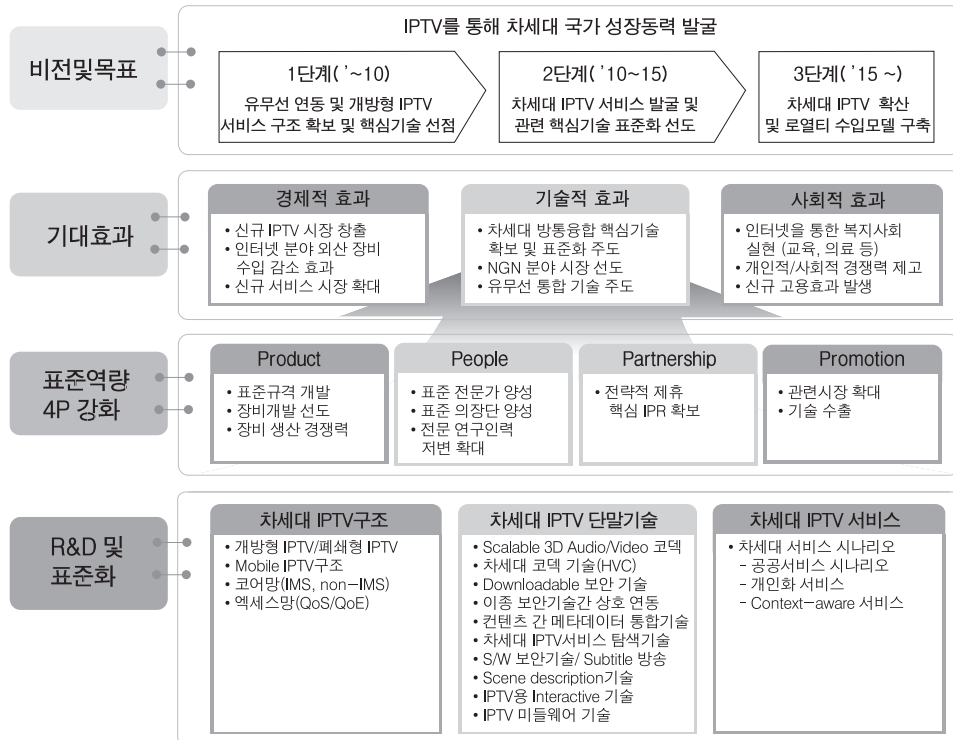 비전및목표
IPTV를 통해 차세대 국가 성장동력 발굴
1단계( ’~10)
유무선 연동 및 개방형 IPTV
서비스 구조 확보 및 핵심기술 선점
2단계( ’10~15)
차세대 IPTV 서비스 발굴 및
관련 핵심기술 표준화 선도
3단계( ’15 ~)
차세대 IPTV 확산
및 로열티 수입모델 구축
기대효과
경제적 효과
• 신규 IPTV 시장 창출
• 인터넷 분야 외산 장비
수입 감소 효과
• 신규 서비스 시장 확대
기술적 효과
• 차세대 방통융합 핵심기술
확보 및 표준화 주도
• NGN 분야 시장 선도
• 유무선 통합 기술 주도
사회적 효과
• 인터넷을 통한 복지사회
실현 (교육, 의료 등)
• 개인적/사회적 경쟁력 제고
• 신규 고용효과 발생
표준역량
4P 강화
Product
• 표준규격 개발
• 장비개발 선도
• 장비 생산 경쟁력
People
• 표준 전문가 양성
• 표준 의장단 양성
• 전문 연구인력
저변 확대
Partnership
• 전략적 제휴
핵심 IPR 확보
Promotion
• 관련시장 확대
• 기술 수출
R&D 및
표준화
차세대 IPTV구조
• 개방형 IPTV/폐쇄형 IPTV
• Mobile IPTV구조
• 코어망(IMS, non-IMS)
• 엑세스망(QoS/QoE)
차세대 IPTV 단말기술
• Scalable 3D Audio/Video 코덱
• 차세대 코덱 기술(HVC)
• Downloadable 보안 기술
• 이종 보안기술간 상호 연동
• 컨텐츠 간 메타데이터 통합기술
• 차세대 IPTV서비스 탐색기술
• S/W 보안기술/ Subtitle 방송
• Scene description기술
• IPTV용 Interactive 기술
• IPTV 미들웨어 기술
차세대 IPTV 서비스
• 차세대 서비스 시나리오
- 공공서비스 시나리오
- 개인화 서비스
- Context-aware 서비스